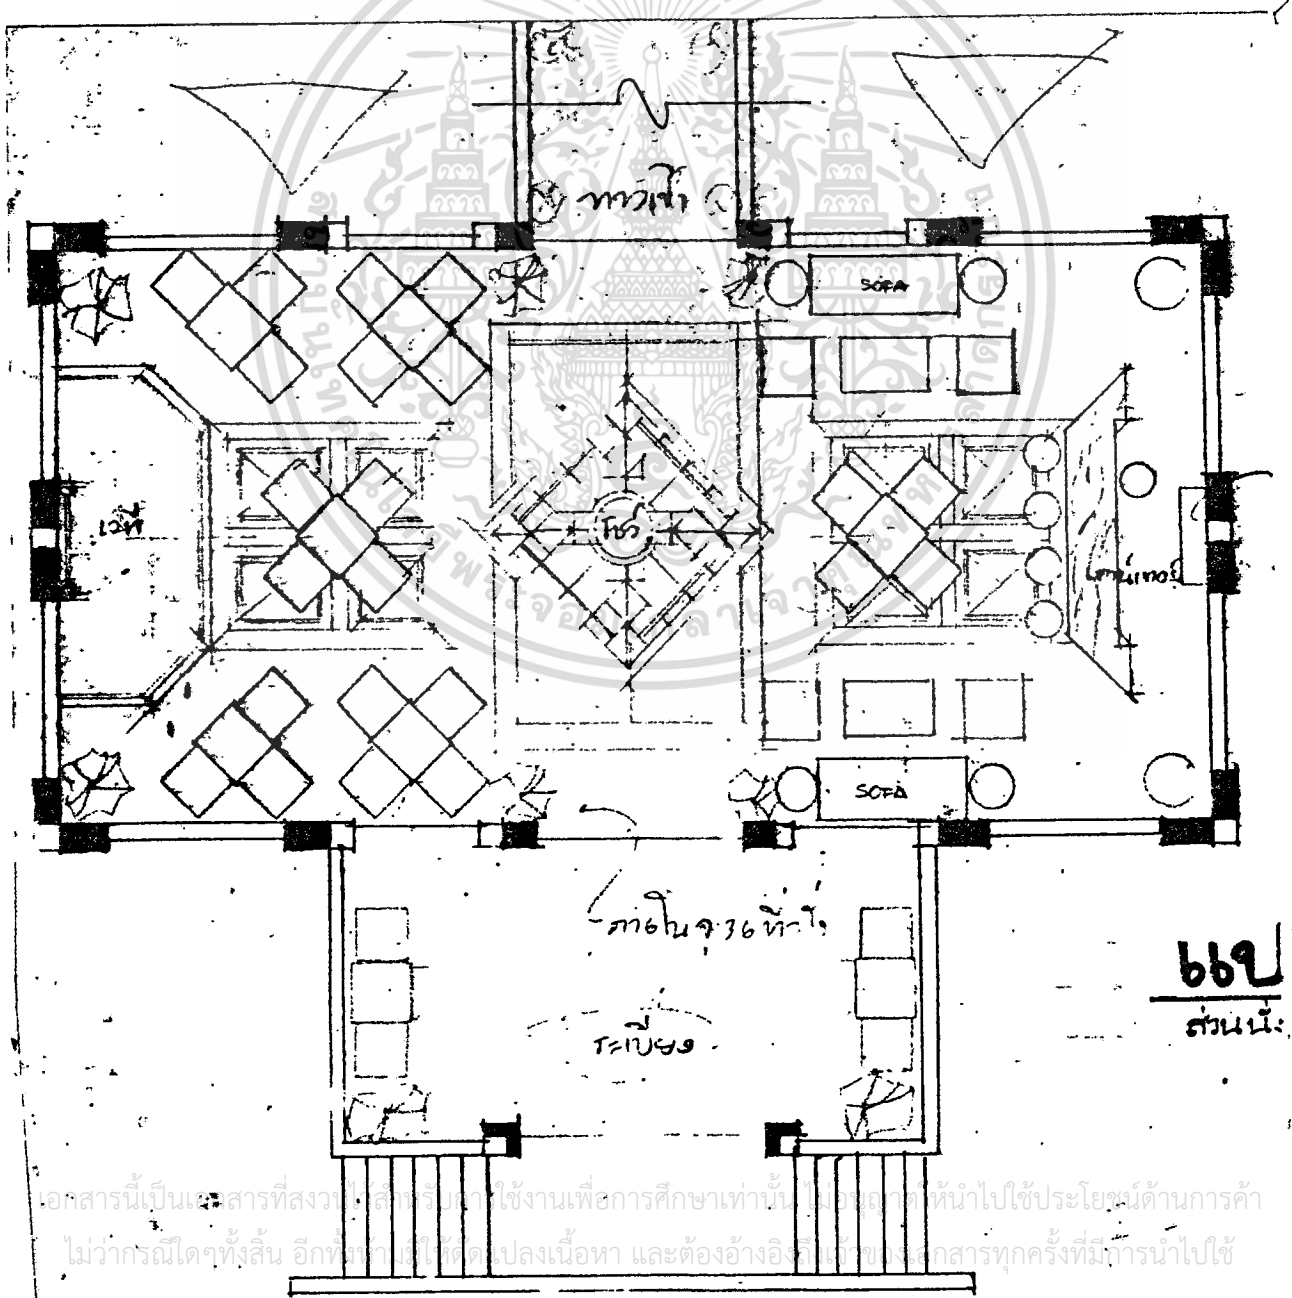 ทางเดิน
SOFA
เวที
โชว์
เคาน์เตอร์
SOFA
ภายในจุ 36 ที่นั่ง
ระเบียง
แป
ส่วนนั่ง
เอกสารนี้เป็นเอกสารที่สงวนไว้สำหรับการใช้งานเพื่อการศึกษาเท่านั้น ไม่อนุญาตให้นำไปใช้ประโยชน์ด้านการค้า
ไม่ว่ากรณีใดๆทั้งสิ้น อีกทั้งห้ามมิให้ดัดแปลงเนื้อหา และต้องอ้างอิงถึงเจ้าของเอกสารทุกครั้งที่มีการนำไปใช้